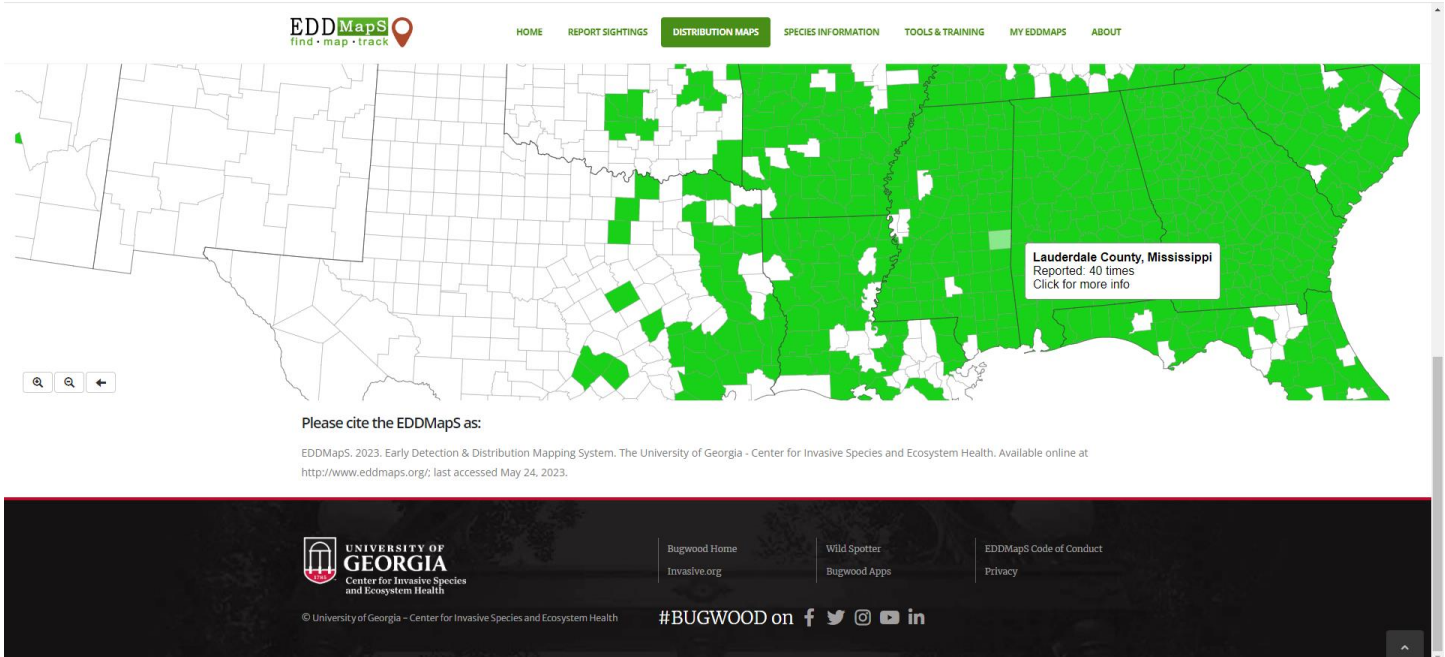 EDDMapS
find · map · track
HOME REPORT SIGHTINGS DISTRIBUTION MAPS SPECIES INFORMATION TOOLS & TRAINING MY EDDMAPS ABOUT
Lauderdale County, Mississippi
Reported: 40 times
Click for more info
Please cite the EDDMapS as:
EDDMapS. 2023. Early Detection & Distribution Mapping System. The University of Georgia - Center for Invasive Species and Ecosystem Health. Available online at
http://www.eddmaps.org/; last accessed May 24, 2023.
1785
UNIVERSITY OF
GEORGIA
Center for Invasive Species
and Ecosystem Health
Bugwood Home
Invasive.org
Wild Spotter
Bugwood Apps
EDDMapS Code of Conduct
Privacy
© University of Georgia – Center for Invasive Species and Ecosystem Health
#BUGWOOD on